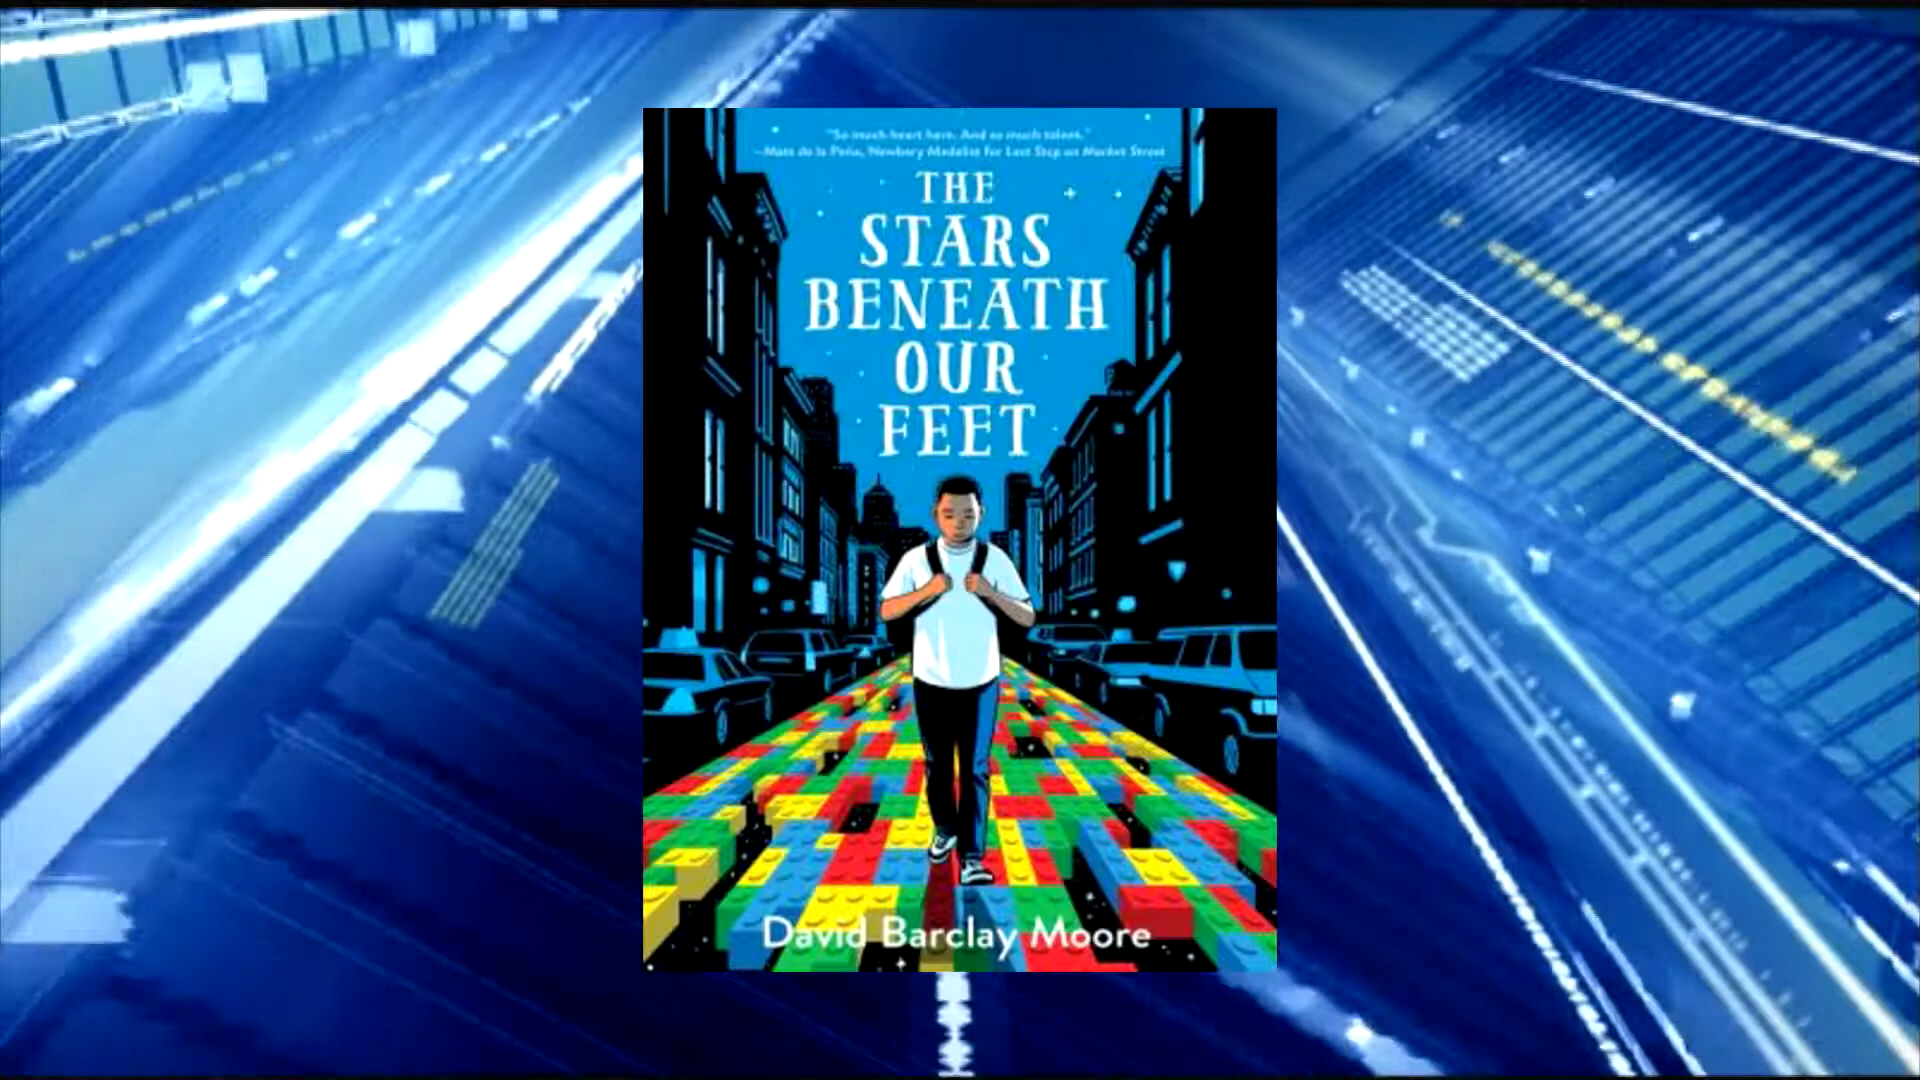 "So much heart here. And so much talent."
—Matt de la Peña, Newbery Medalist for Last Stop on Market Street
THE
STARS
BENEATH
OUR
FEET
David Barclay Moore